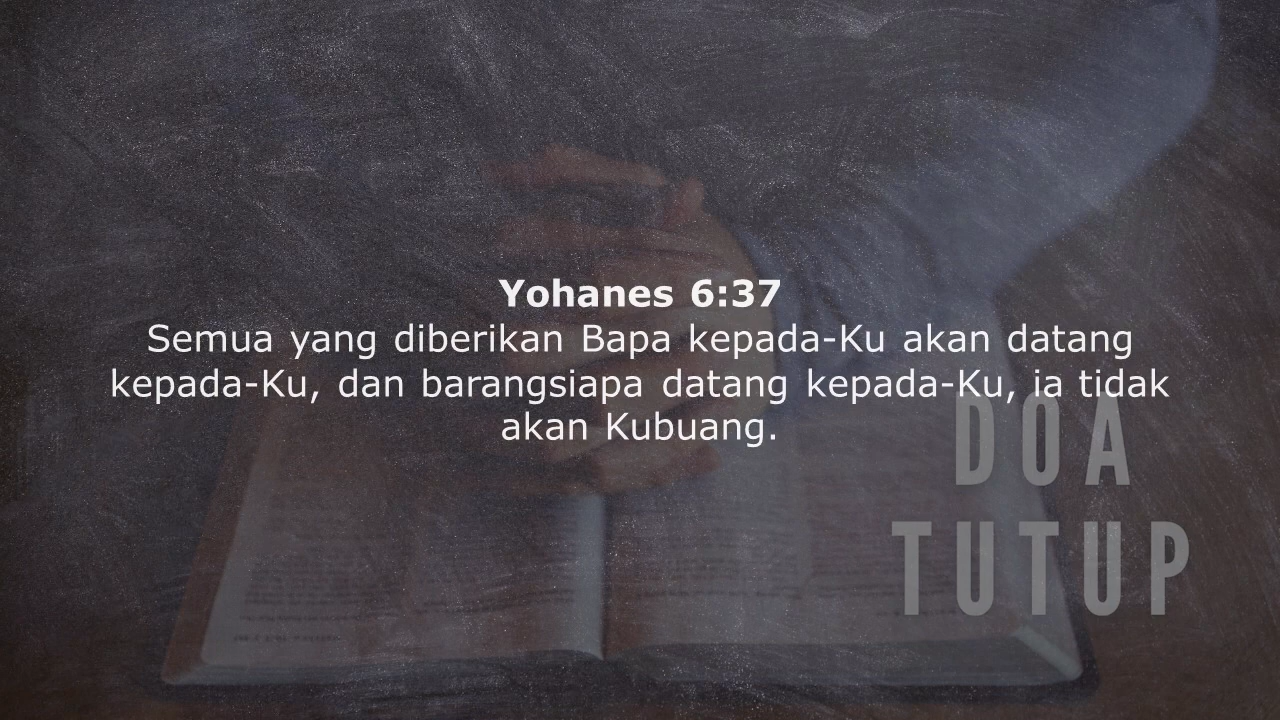 Yohanes 6:37
Semua yang diberikan Bapa kepada-Ku akan datang
kepada-Ku, dan barangsiapa datang kepada-Ku, ia tidak
akan Kubuang.
DOA
TUTUP